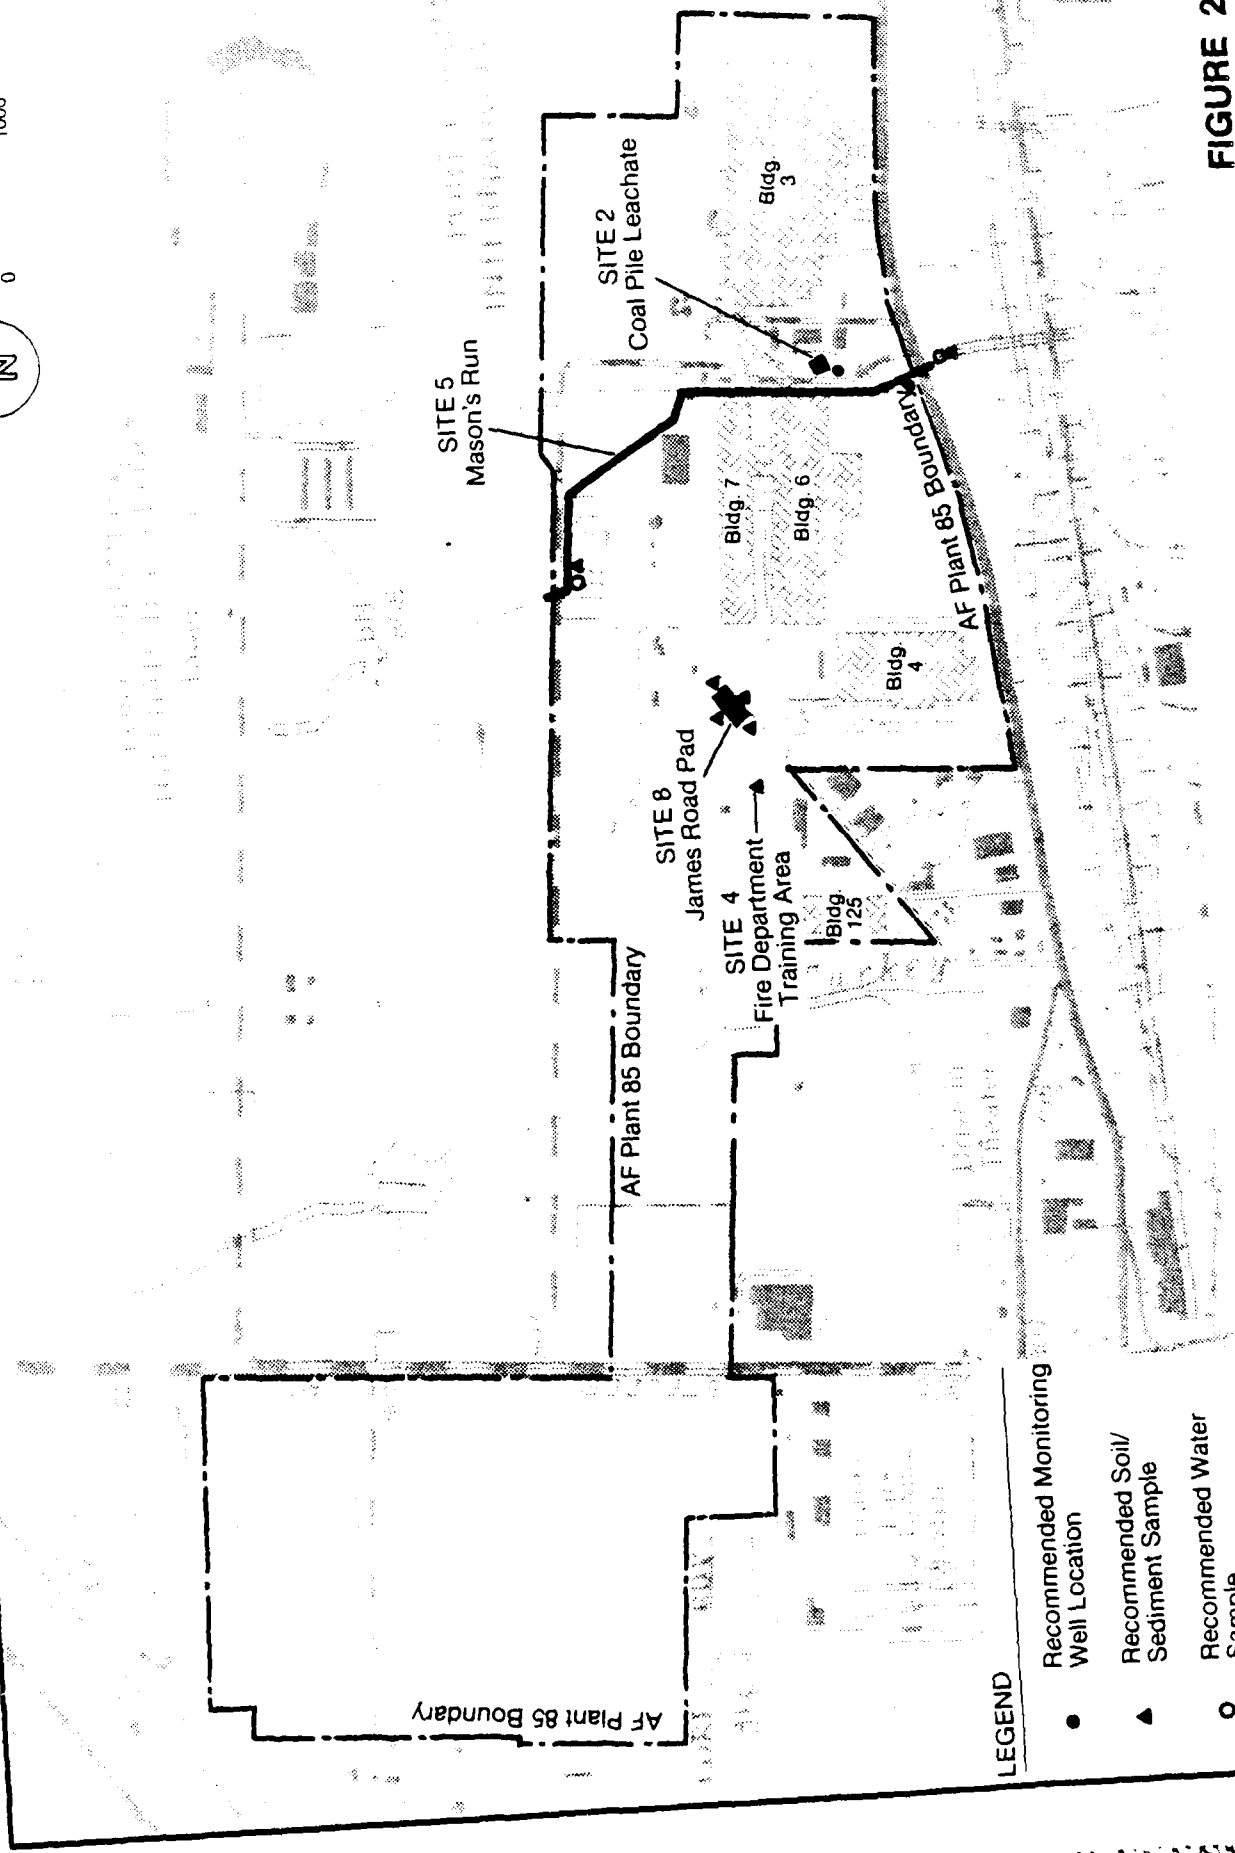 N
0
1000
SITE 5
Mason's Run
SITE 2
Coal Pile Leachate
Bldg.
3
Bldg. 7
Bldg. 6
Bldg.
4
SITE 8
James Road Pad
SITE 4
Fire Department
Training Area
Bldg.
125
AF Plant 85 Boundary
AF Plant 85 Boundary
AF Plant 85 Boundary
LEGEND
Recommended Monitoring
Well Location
Recommended Soil/
Sediment Sample
Recommended Water
Sample
FIGURE 2